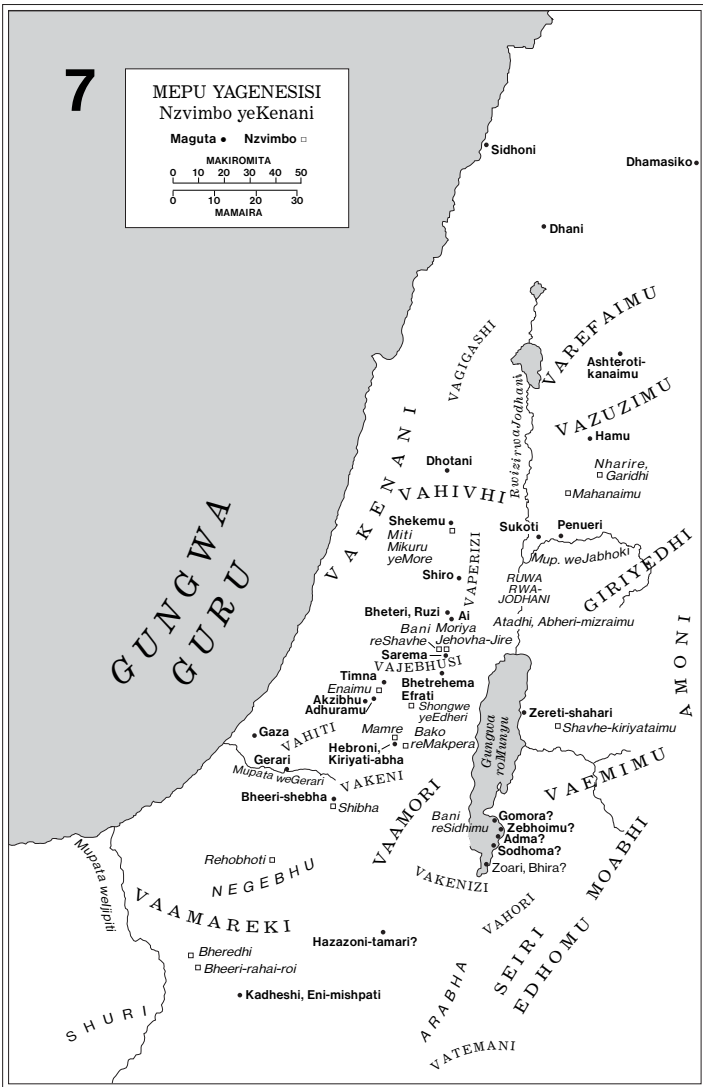 7
MEPU YAGENESISI
Nzvimbo yeKenani
Maguta Nzvimbo
MAKIROMITA
0 10 20 30 40 50
0 10 20 30
MAMAIRA
Sidhoni
Dhamasiko
Dhani
VAREFAIMU
VAGIGASHI
Ashteroti-
kanaimu
RwizirwaJodhani
VAZUZIMU
Hamu
VAKENANI
Dhotani
Nharire,
Garidhi
VAHIVHI
Mahanaimu
Shekemu
Miti
Mikuru
yeMore
Sukoti
Penueri
Mup. weJabhoki
VAPERIZI
GIRIYEDHI
Shiro
RUWA
RWA-
JODHANI
GUNGWA
GURU
Bheteri, Ruzi
Ai
Atadhi, Abheri-mizraimu
AMONI
Bani
reShavhe
Moriya
Jehovha-Jire
Sarema
VAJEBHUSI
Timna
Enaimu
Bhetrehema
Efrati
Akzibhu
Adhuramu
Shongwe
yeEdheri
Zereti-shahari
Shavhe-kiriyataimu
Gungwa
roMunyu
Gaza
VAHITI
Mamre
Bako
reMakpera
Hebroni,
Kiriyati-abha
Gerari
Mupata weGerari
VAKENI
VAEMIMU
Bheeri-shebha
Shibha
VAAMORI
Bani
reSidhimu
Gomora?
Zebhoimu?
Adma?
Sodhoma?
Zoari, Bhira?
MOABHI
Mupata weIjipiti
Rehobhoti
NEGEBHU
VAKENIZI
VAAMAREKI
VAHORI
Hazazoni-tamari?
SEIRI
EDHOMU
Bheredhi
Bheeri-rahai-roi
ARABHA
Kadheshi, Eni-mishpati
SHURI
VATEMANI